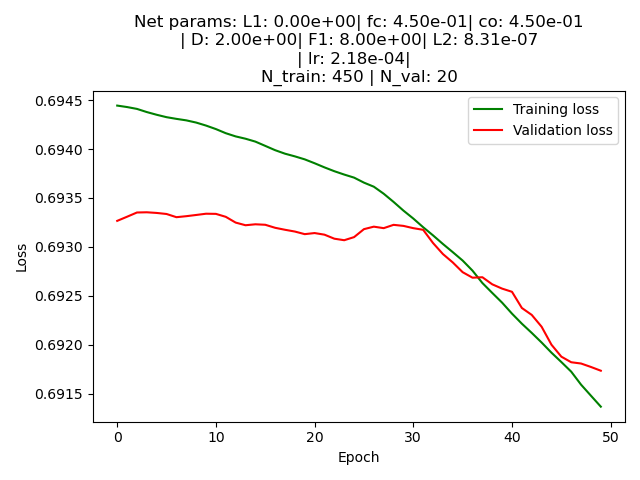 Net params: L1: 0.00e+00| fc: 4.50e-01| co: 4.50e-01
| D: 2.00e+00| F1: 8.00e+00| L2: 8.31e-07
| lr: 2.18e-04|
N_train: 450 | N_val: 20
Training loss
Validation loss
0.6945
0.6940
0.6935
0.6930
0.6925
0.6920
0.6915
Loss
0 10 20 30 40 50
Epoch